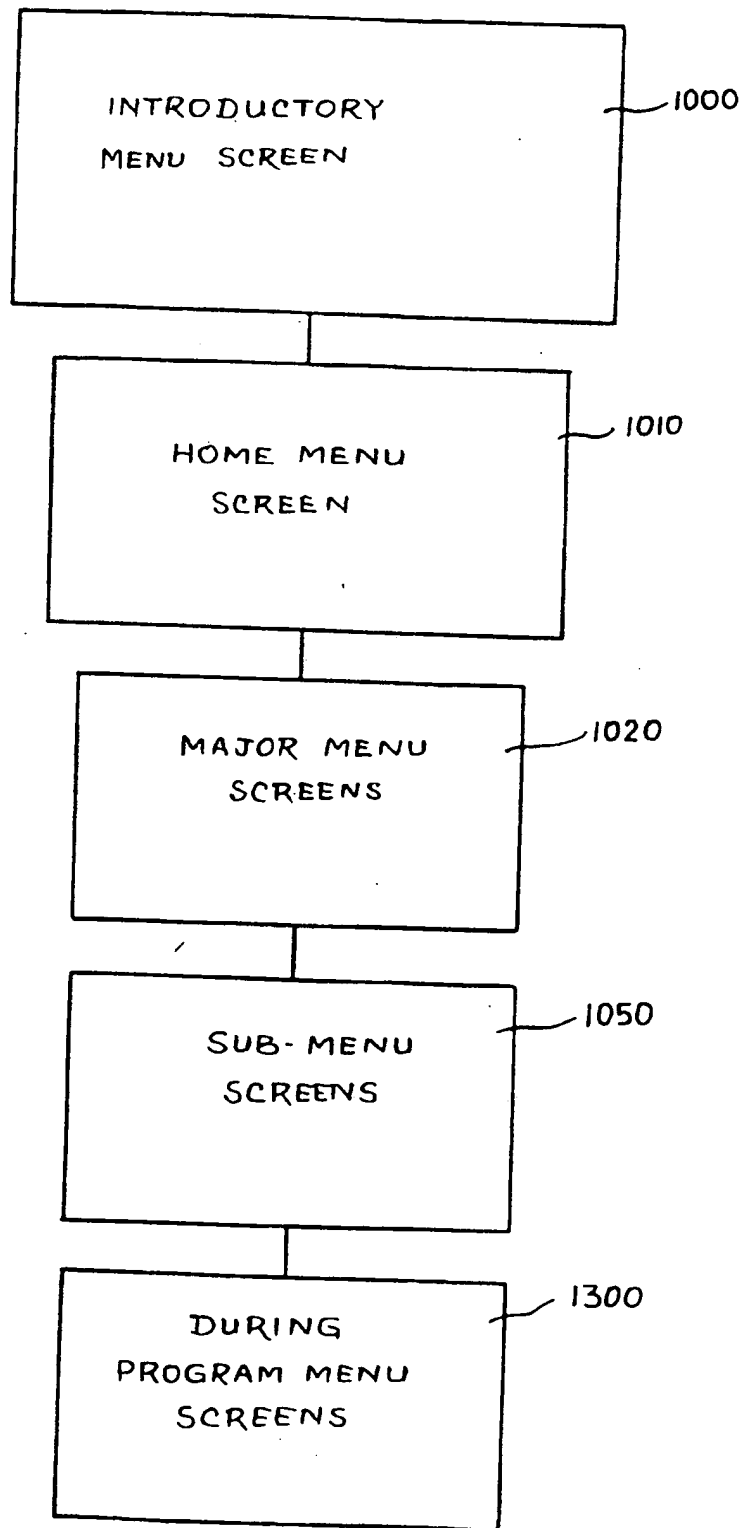 INTRODUCTORY
MENU SCREEN
1000
HOME MENU
SCREEN
1010
MAJOR MENU
SCREENS
1020
SUB-MENU
SCREENS
1050
DURING
PROGRAM MENU
SCREENS
1300